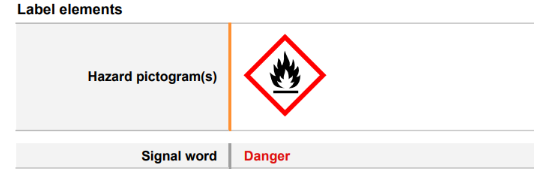 Label elements
Hazard pictogram(s)
Signal word Danger